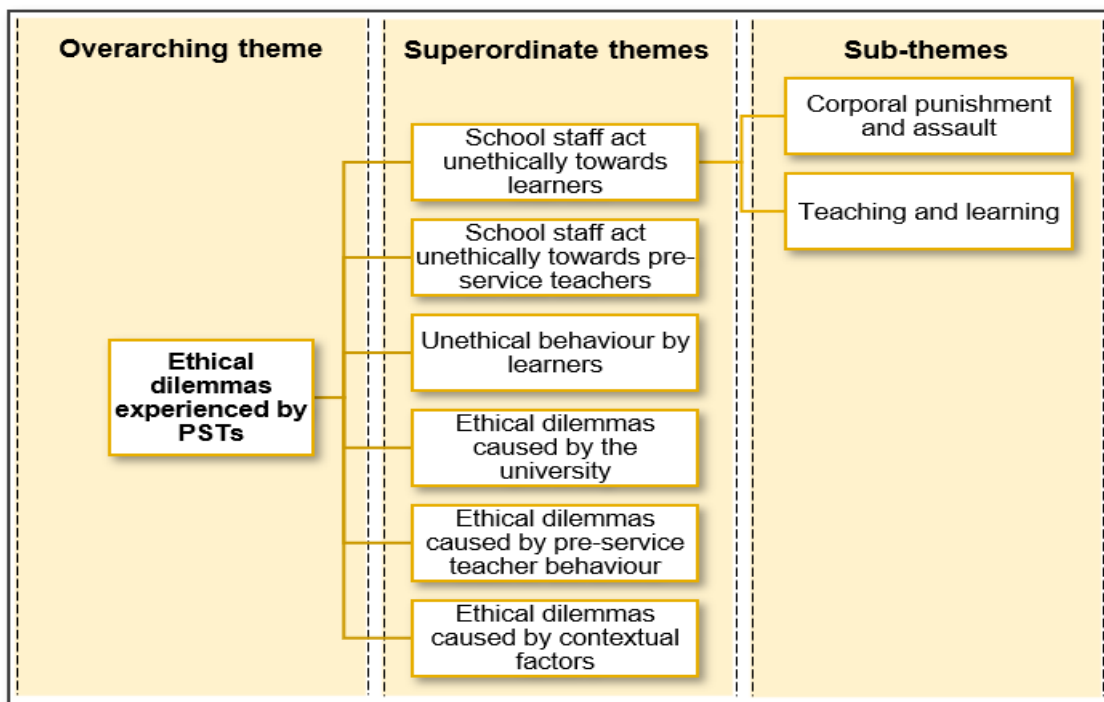 Overarching theme
Superordinate themes
Sub-themes
Ethical
dilemmas
experienced by
PSTs
School staff act
unethically towards
learners
School staff act
unethically towards pre-
service teachers
Unethical behaviour by
learners
Ethical dilemmas
caused by the
university
Ethical dilemmas
caused by pre-service
teacher behaviour
Ethical dilemmas
caused by contextual
factors
Corporal punishment
and assault
Teaching and learning